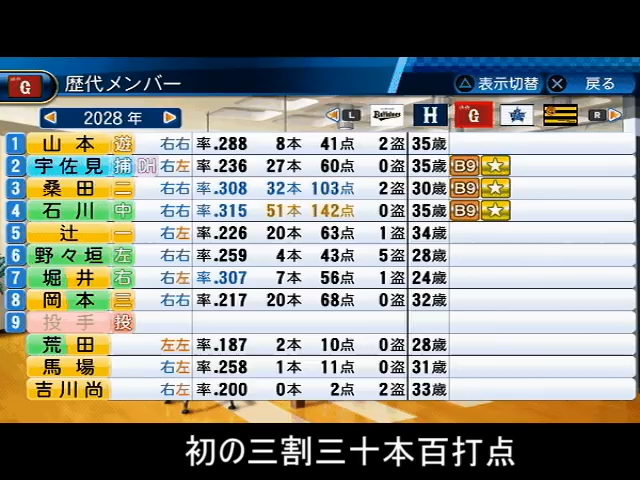 G 歴代メンバー △ 表示切替 × 戻る
◀ 2028 年 ▶ ◀ L Buffaloes H G R ▶
1 山本 遊 右右 率.288 8本 41点 2盗 35歳
2 宇佐見 捕 DH 右左 率.236 27本 60点 0盗 35歳 B9 ★
3 桑田 二 右右 率.308 32本 103点 2盗 30歳 B9 ★
4 石川 中 右右 率.315 51本 142点 0盗 35歳 B9 ★
5 辻 一 右左 率.226 20本 63点 1盗 34歳
6 野々垣 左 右右 率.259 4本 43点 5盗 28歳
7 堀井 右 右左 率.307 7本 56点 1盗 24歳
8 岡本 三 右右 率.217 20本 68点 0盗 32歳
9 投手 投
荒田 左左 率.187 2本 10点 0盗 28歳
馬場 右左 率.258 1本 11点 0盗 31歳
吉川尚 右左 率.200 0本 2点 2盗 33歳
初の三割三十本百打点